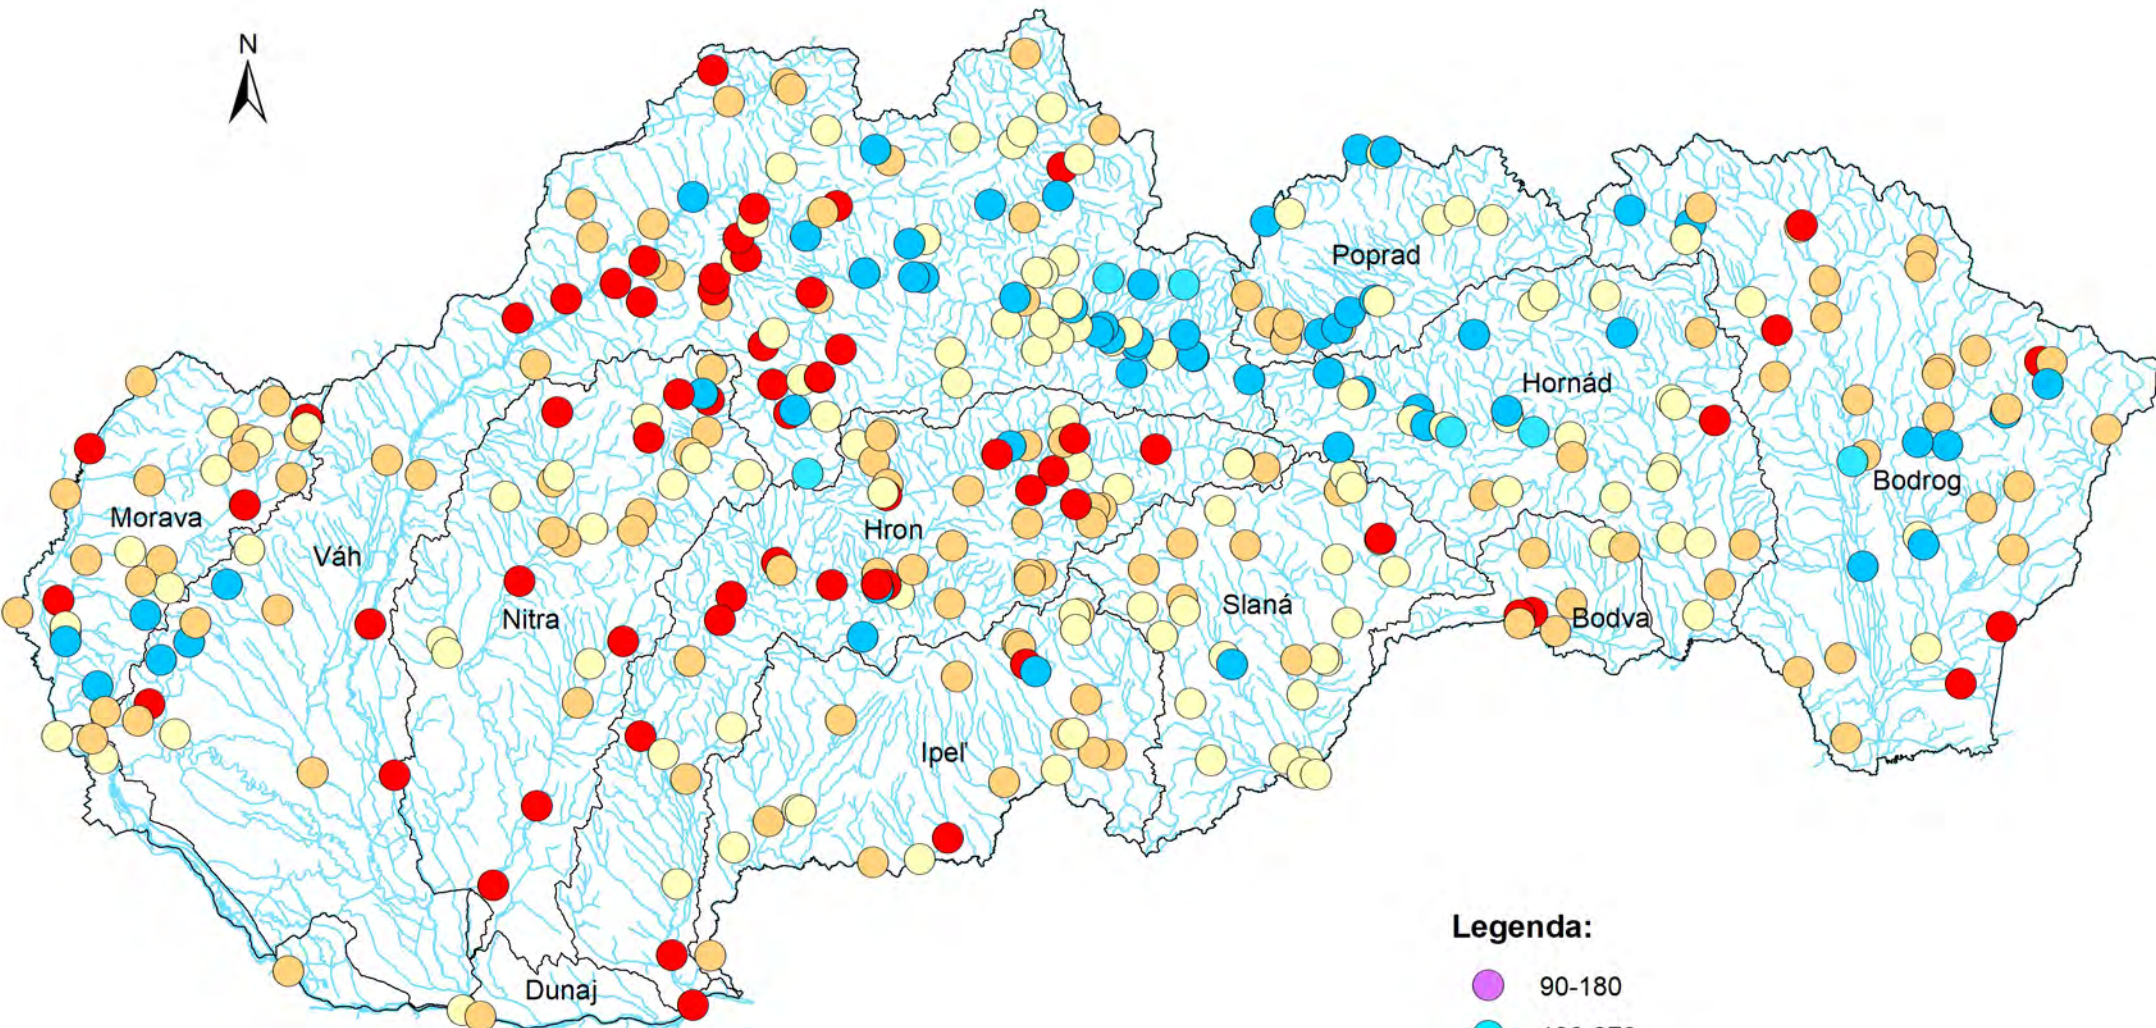 N
Poprad
Hornád
Bodrog
Morava
Váh
Hron
Nitra
Slaná
Bodva
Ipeľ
Dunaj
Legenda:
90-180